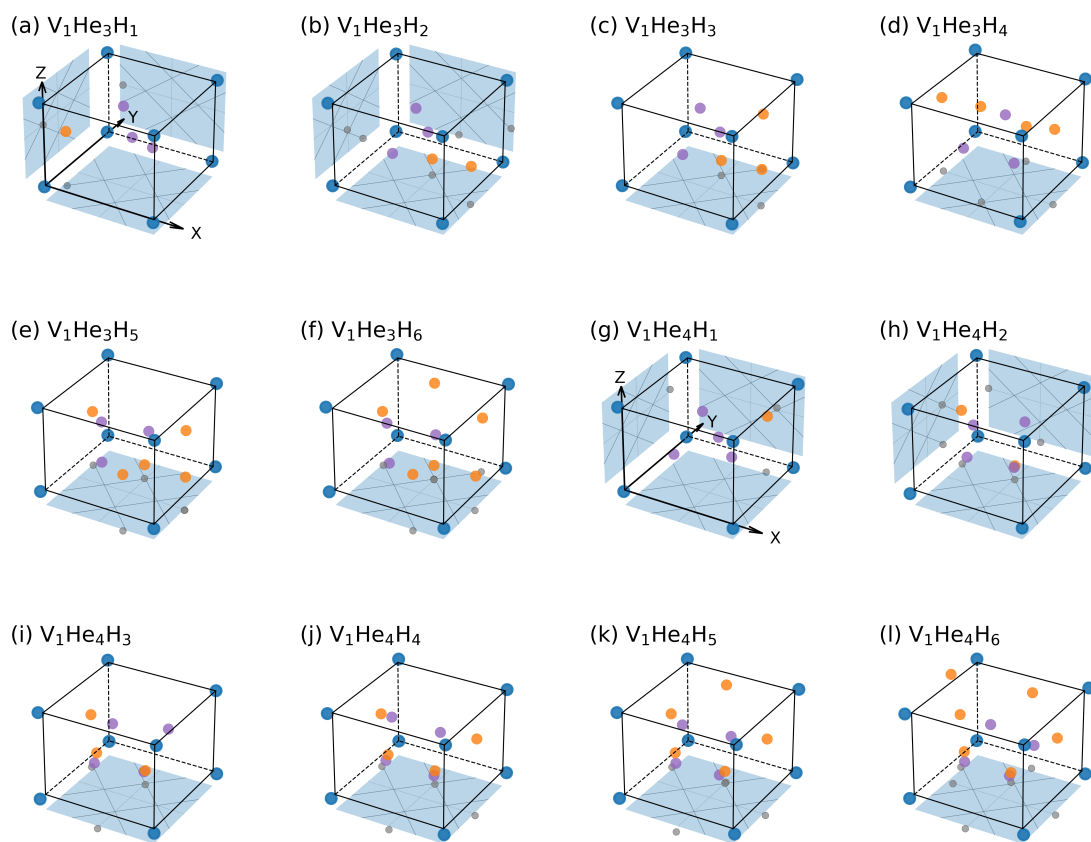 (a) V₁He₃H₁
(b) V₁He₃H₂
(c) V₁He₃H₃
(d) V₁He₃H₄
Z
Y
X
(e) V₁He₃H₅
(f) V₁He₃H₆
(g) V₁He₄H₁
(h) V₁He₄H₂
Z
Y
X
(i) V₁He₄H₃
(j) V₁He₄H₄
(k) V₁He₄H₅
(l) V₁He₄H₆